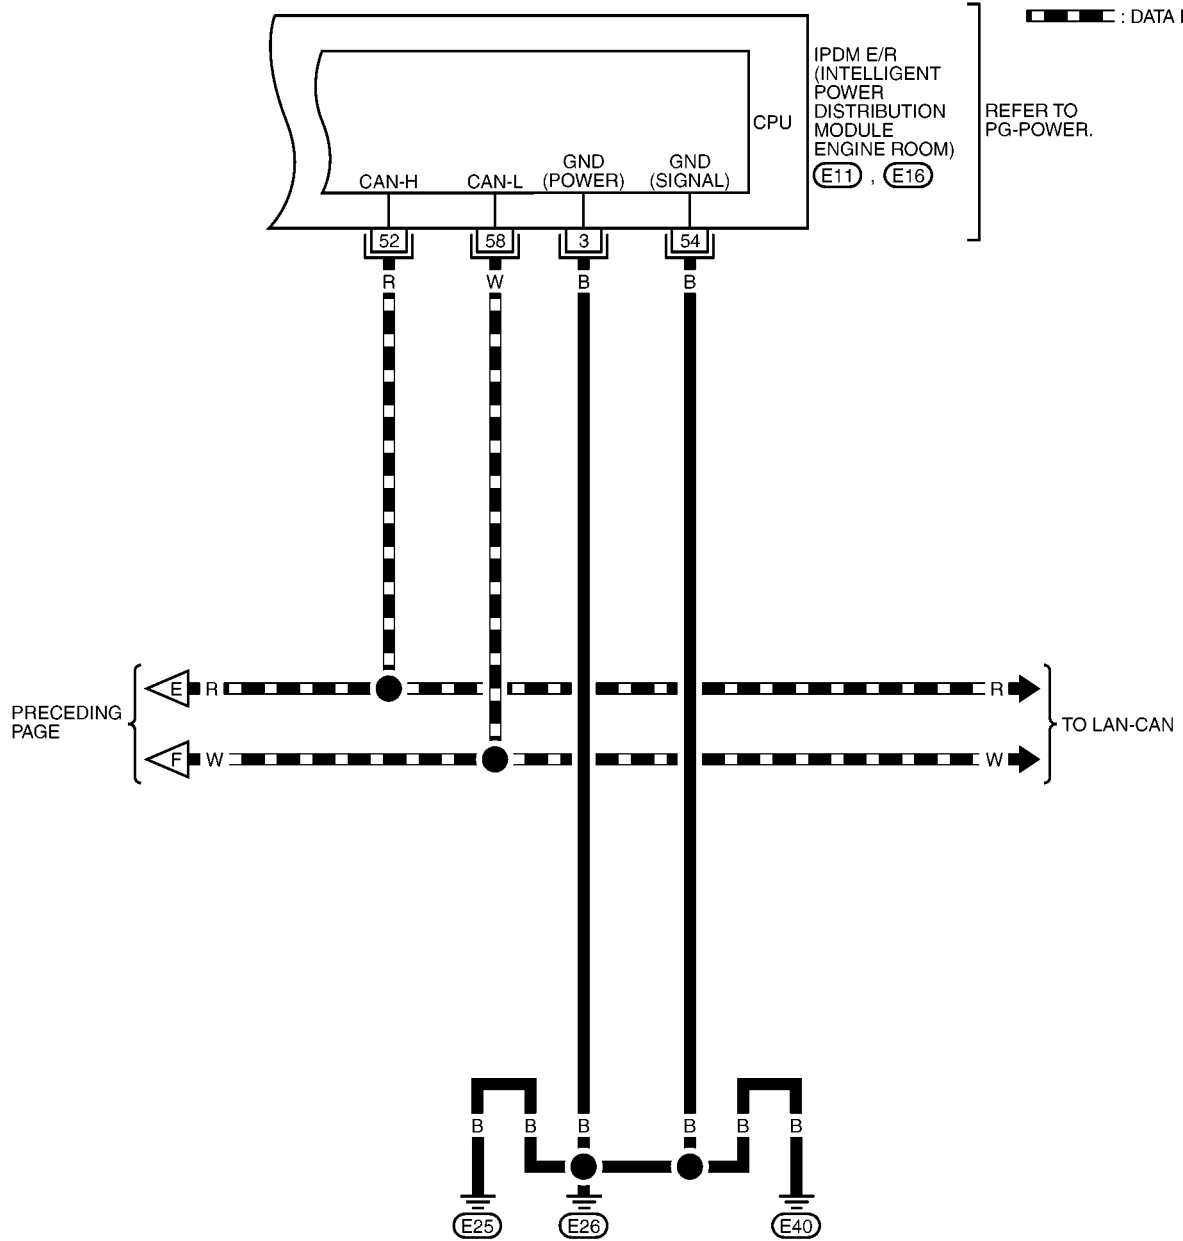 : DATA
IPDM E/R
(INTELLIGENT
POWER
DISTRIBUTION
MODULE
ENGINE ROOM)
E11 , E16
REFER TO
PG-POWER.
CPU
CAN-H
CAN-L
GND
(POWER)
GND
(SIGNAL)
52 58 3 54
R W B B
PRECEDING
PAGE
E R R
F W W
TO LAN-CAN
B B B B B B
E25 E26 E40